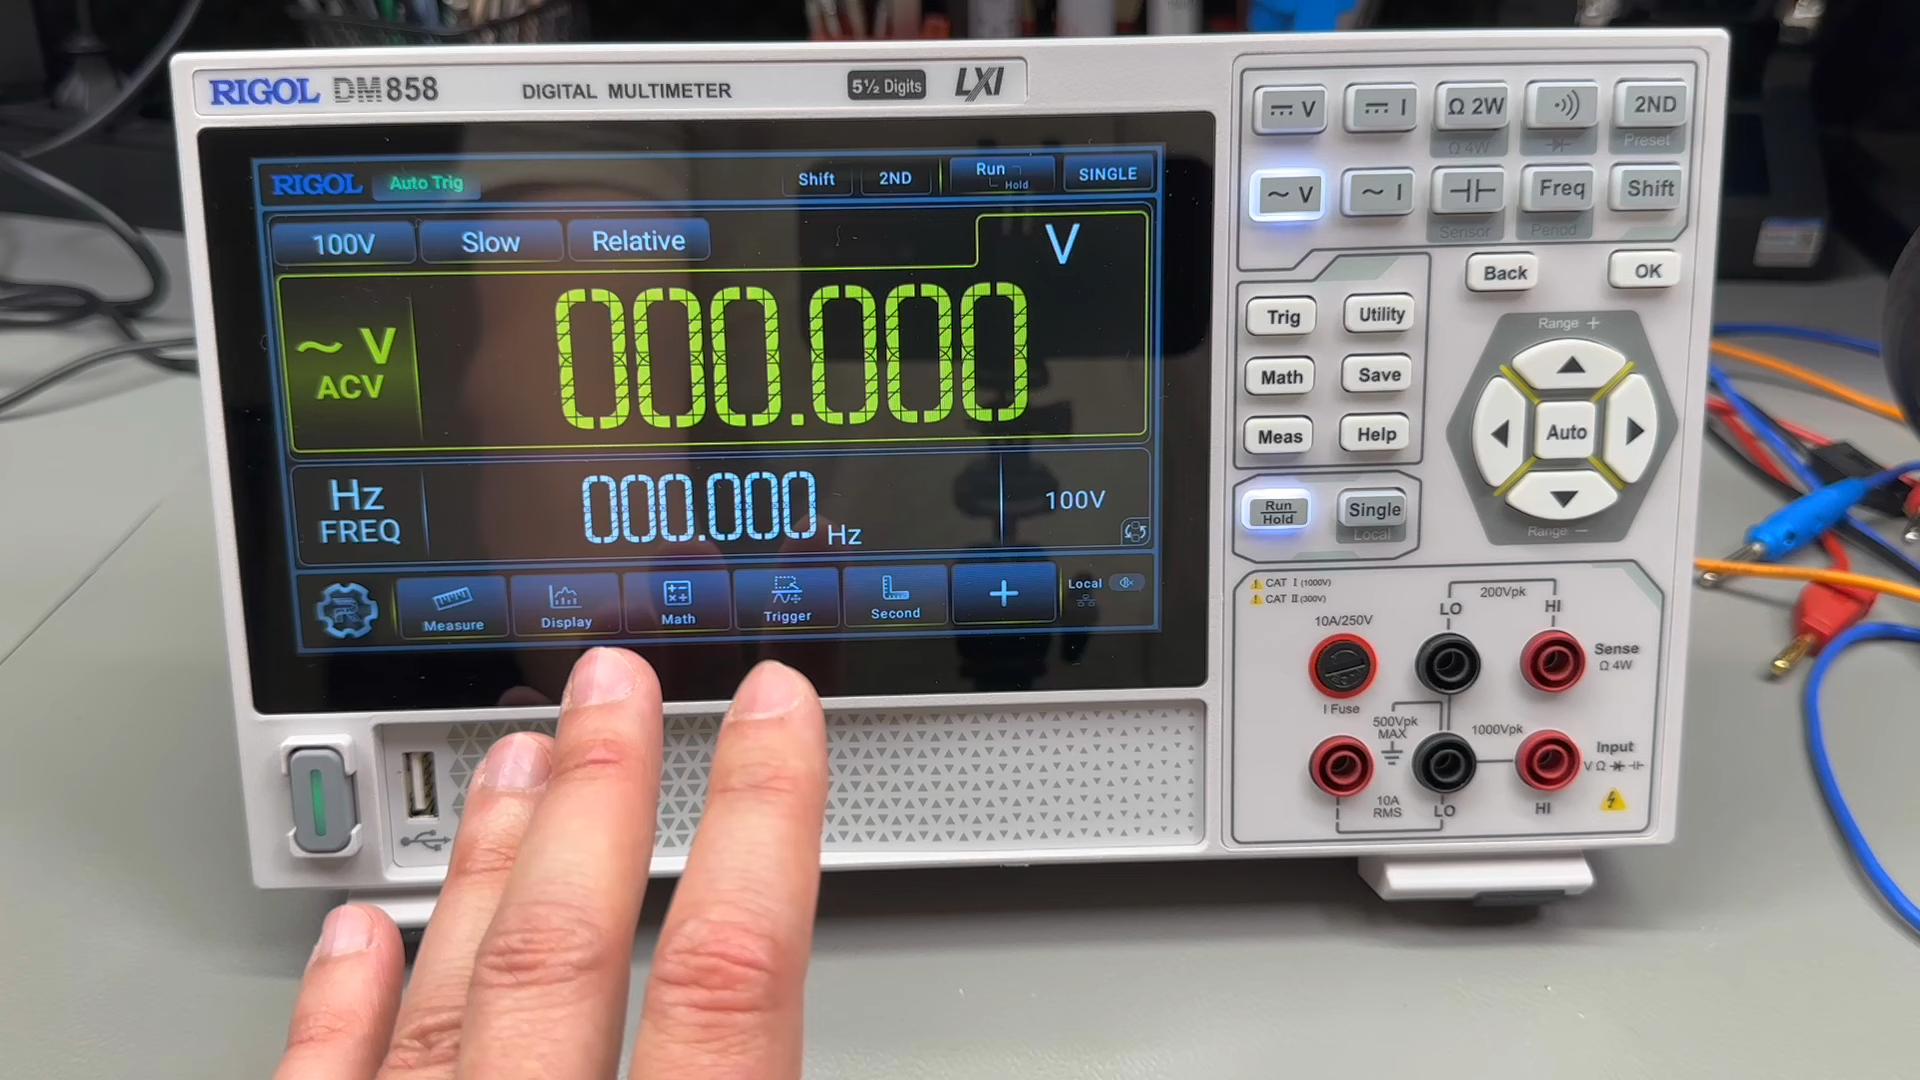 RIGOL DM858 DIGITAL MULTIMETER 5½ Digits LXI
RIGOL Auto Trig Shift 2ND Run Hold SINGLE
100V Slow Relative V
~ V 000.000
ACV
Hz 000.000 Hz 100V
FREQ
Measure Display Math Trigger Second + Local
V I Ω 2W 2ND
Ω 4W Preset
~ V ~ I Freq Shift
Sensor Period
Back OK
Trig Utility
Math Save
Meas Help
Range +
Auto
Range −
Run Hold Single
Local
CAT I (1000V)
CAT II (300V)
200Vpk
LO HI
10A/250V
Sense
Ω 4W
I Fuse
500Vpk
MAX
1000Vpk
Input
V Ω
10A
RMS
LO
HI